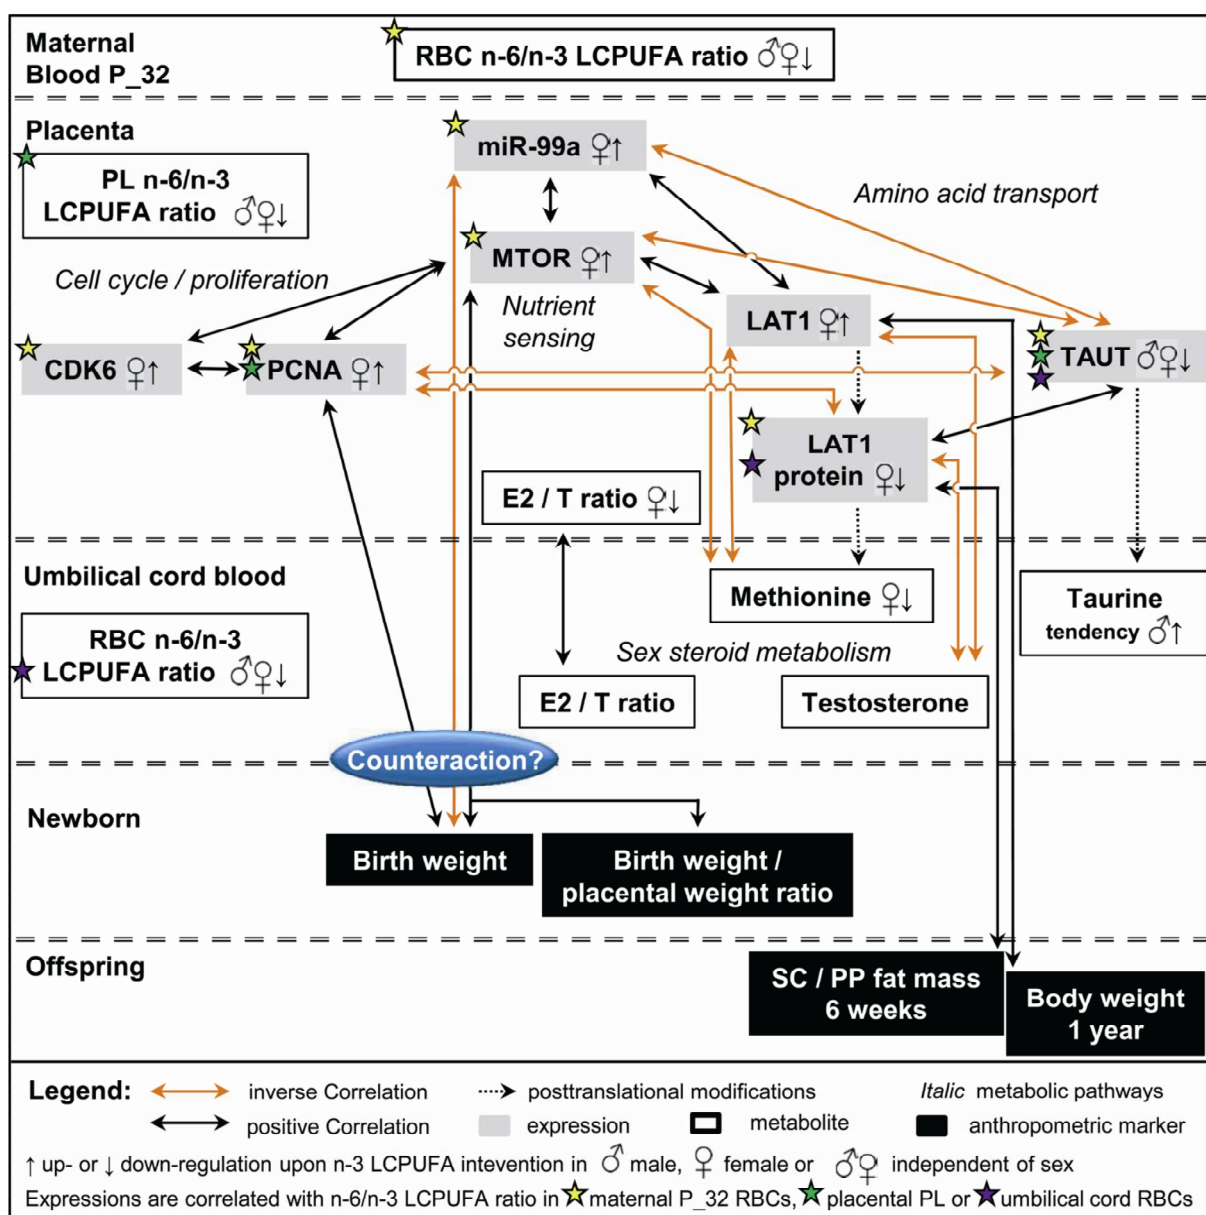 Maternal
Blood P_32
RBC n-6/n-3 LCPUFA ratio ♂♀↓
Placenta
miR-99a ♀↑
PL n-6/n-3
LCPUFA ratio ♂♀↓
Amino acid transport
MTOR ♀↑
Cell cycle / proliferation
Nutrient
sensing
LAT1 ♀↑
CDK6 ♀↑
PCNA ♀↑
TAUT ♂♀↓
LAT1
protein ♀↓
E2 / T ratio ♀↓
Umbilical cord blood
Methionine ♀↓
Taurine
tendency ♂↑
RBC n-6/n-3
LCPUFA ratio ♂♀↓
Sex steroid metabolism
E2 / T ratio
Testosterone
Counteraction?
Newborn
Birth weight
Birth weight /
placental weight ratio
Offspring
SC / PP fat mass
6 weeks
Body weight
1 year
Legend:
inverse Correlation
posttranslational modifications
Italic metabolic pathways
positive Correlation
expression
metabolite
anthropometric marker
↑ up- or ↓ down-regulation upon n-3 LCPUFA intevention in ♂ male, ♀ female or ♂♀ independent of sex
Expressions are correlated with n-6/n-3 LCPUFA ratio in ★ maternal P_32 RBCs, ★ placental PL or ★ umbilical cord RBCs